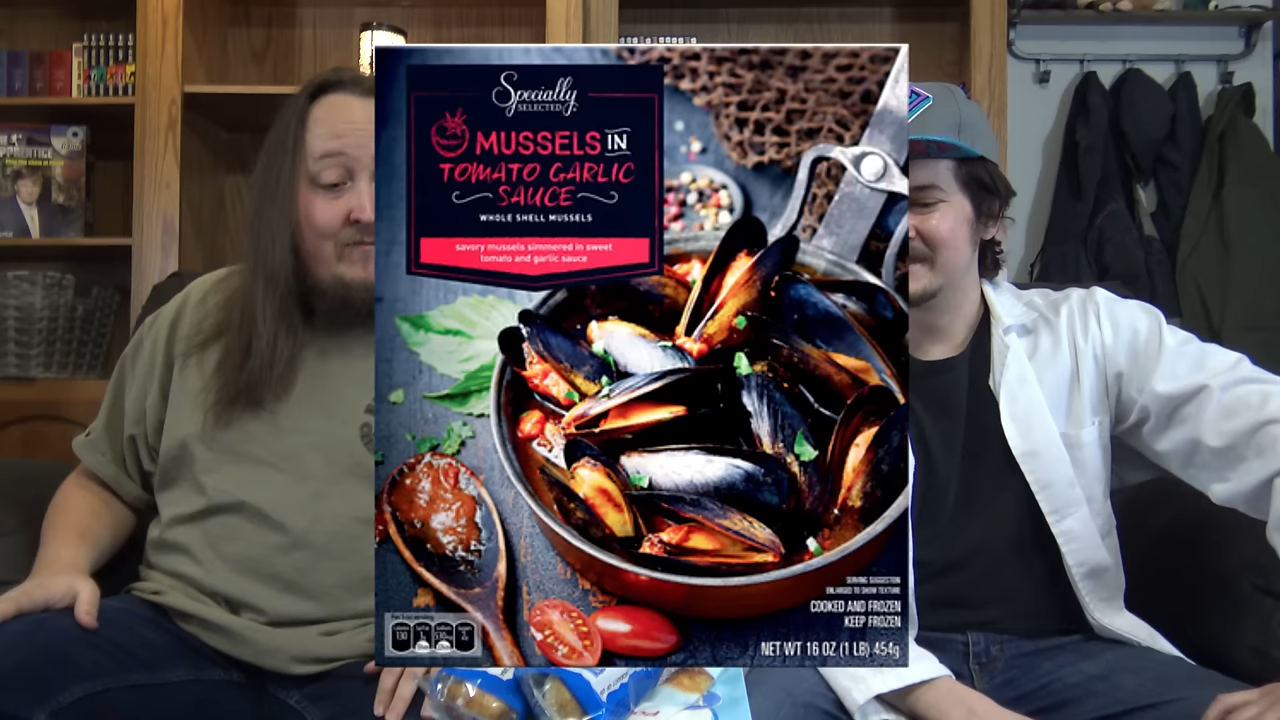 Specially
SELECTED
MUSSELS IN
TOMATO GARLIC
SAUCE
WHOLE SHELL MUSSELS
savory mussels simmered in sweet
tomato and garlic sauce
SERVING SUGGESTION
ENLARGED TO SHOW TEXTURE
COOKED AND FROZEN
KEEP FROZEN
NET WT 16 OZ (1 LB) 454g